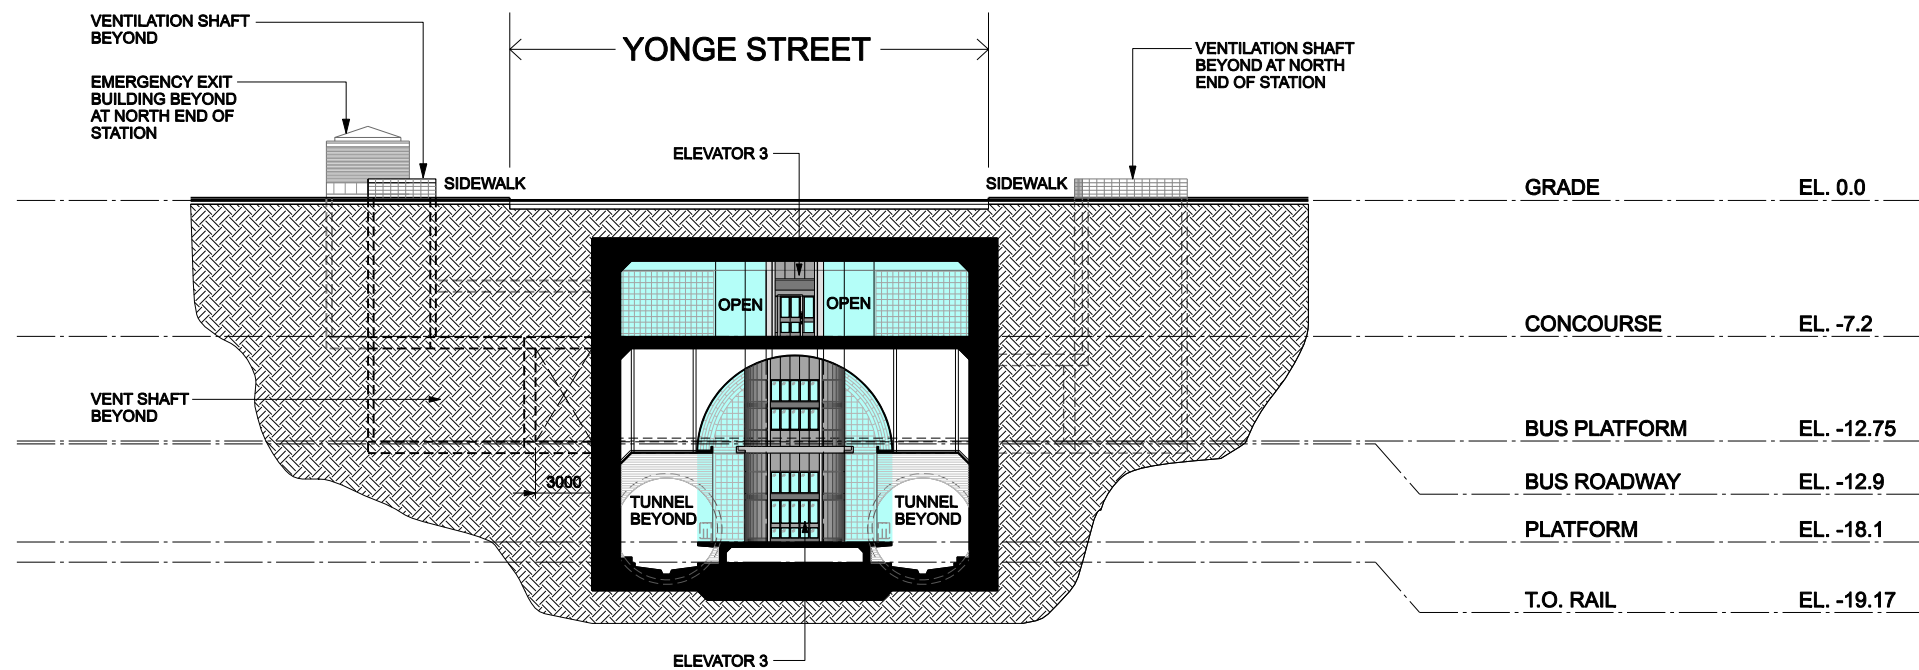 VENTILATION SHAFT
BEYOND
EMERGENCY EXIT
BUILDING BEYOND
AT NORTH END OF
STATION
YONGE STREET
VENTILATION SHAFT
BEYOND AT NORTH
END OF STATION
ELEVATOR 3
SIDEWALK
SIDEWALK
GRADE EL. 0.0
OPEN
OPEN
CONCOURSE EL. -7.2
VENT SHAFT
BEYOND
BUS PLATFORM EL. -12.75
3000
BUS ROADWAY EL. -12.9
TUNNEL
BEYOND
TUNNEL
BEYOND
PLATFORM EL. -18.1
T.O. RAIL EL. -19.17
ELEVATOR 3